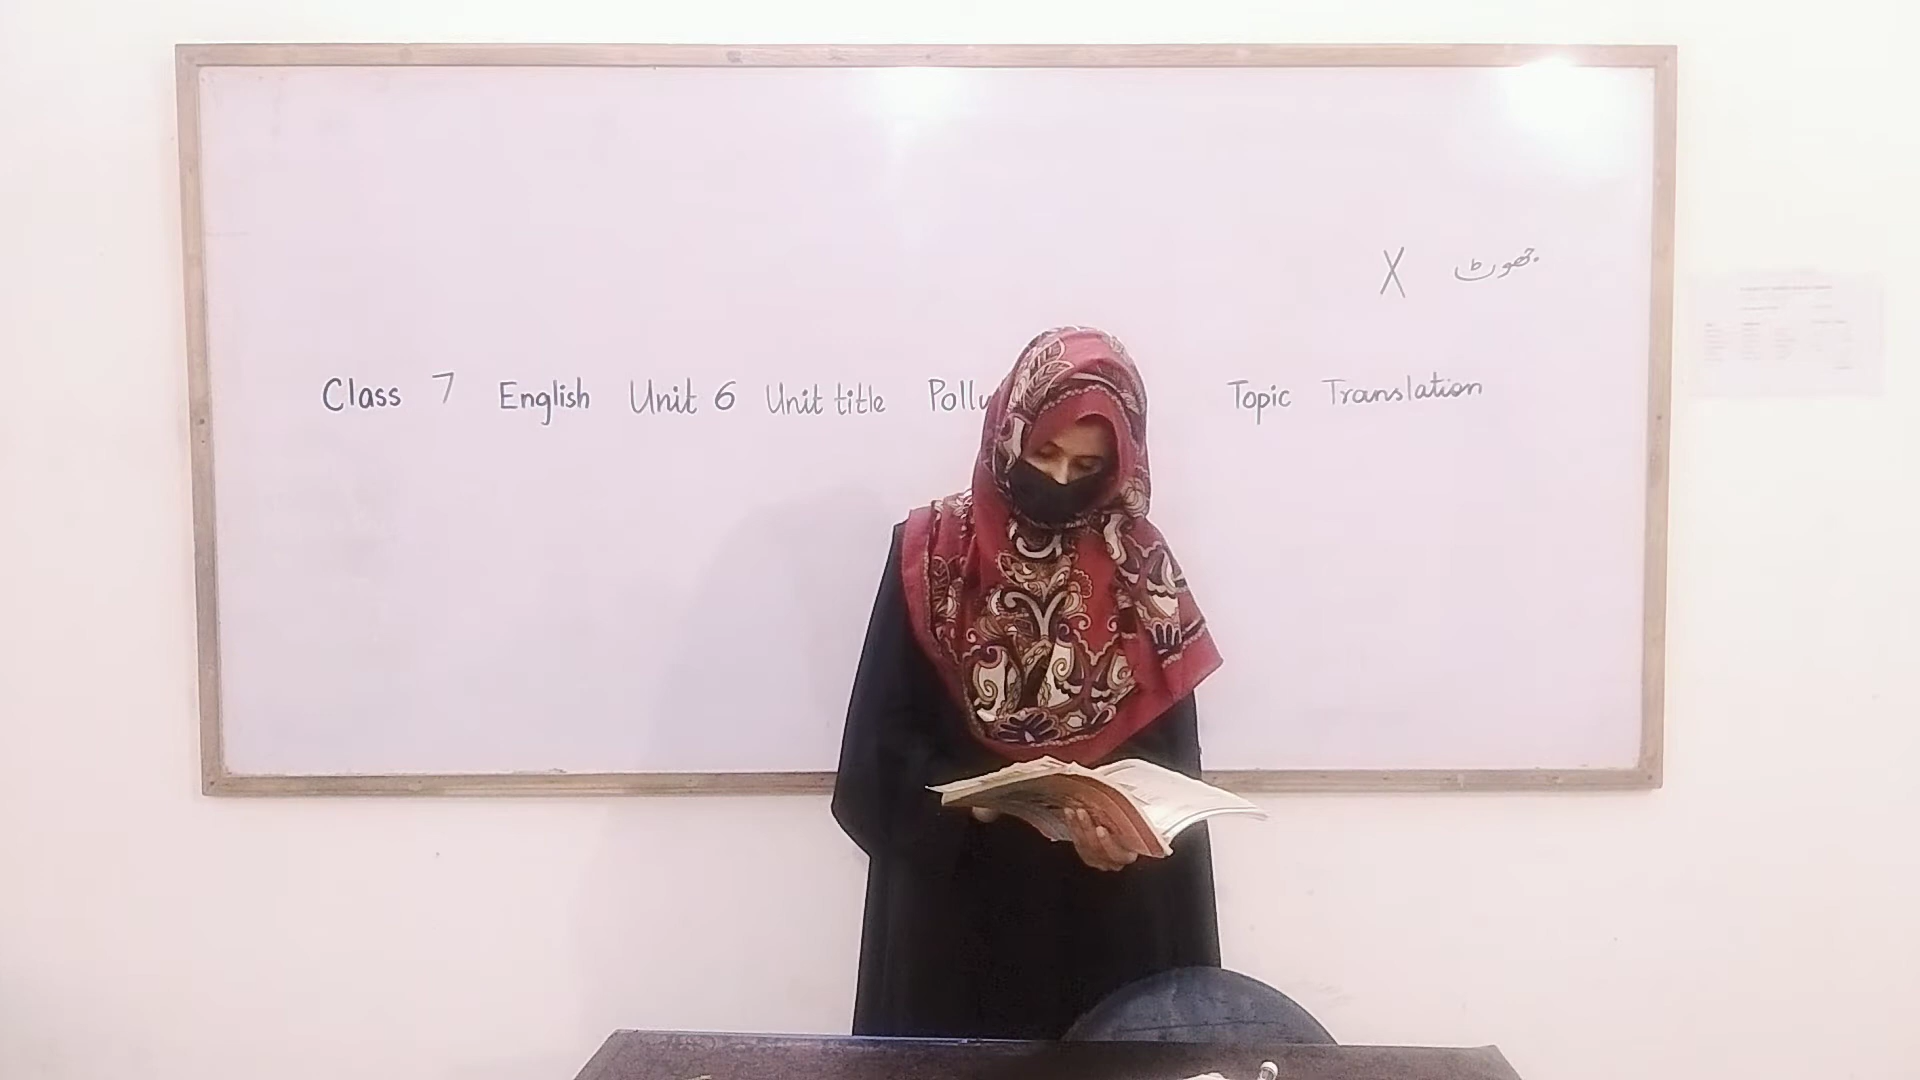 X جھوٹ
Class 7 English Unit 6 Unit title Topic Translation